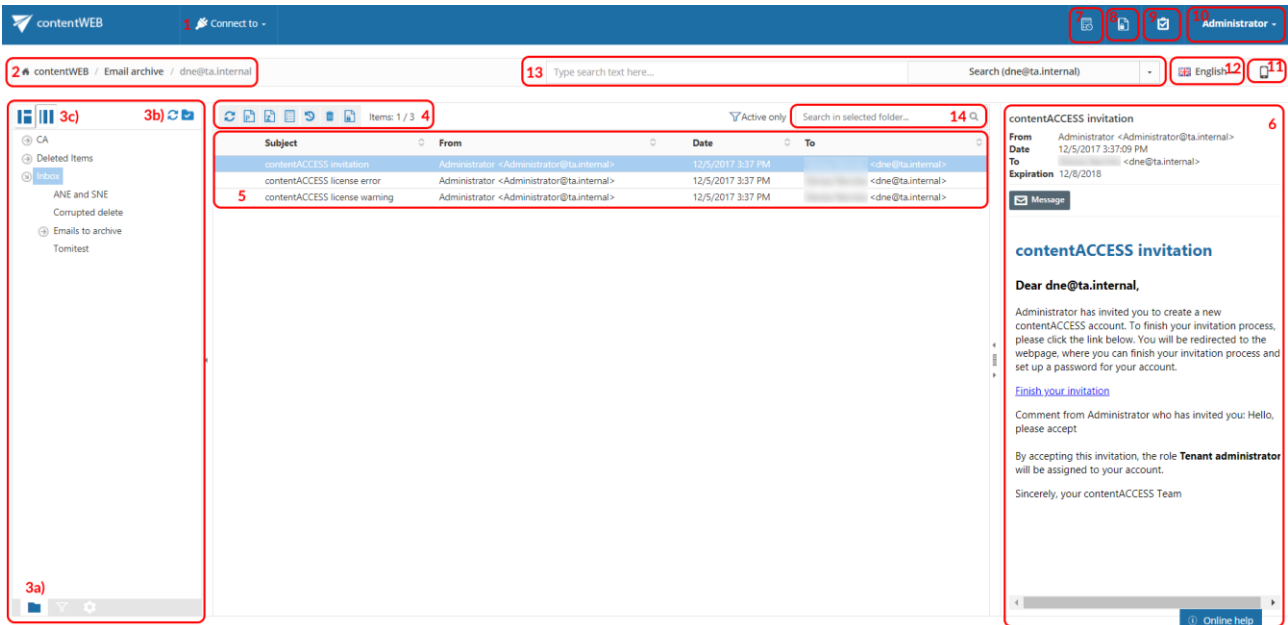 contentWEB
1 Connect to
7
8
9
10
Administrator
2 contentWEB / Email archive / dne@ta.internal
13 Type search text here...
Search (dne@ta.internal)
English 12
11
3c)
3b)
Items: 1 / 3 4
Active only
Search in selected folder... 14
CA
Deleted Items
Inbox
ANE and SNE
Corrupted delete
Emails to archive
Tomitest
3a)
Subject From Date To
contentACCESS invitation Administrator <Administrator@ta.internal> 12/5/2017 3:37 PM <dne@ta.internal>
contentACCESS license error Administrator <Administrator@ta.internal> 12/5/2017 3:37 PM <dne@ta.internal>
5 contentACCESS license warning Administrator <Administrator@ta.internal> 12/5/2017 3:37 PM <dne@ta.internal>
contentACCESS invitation
6
From Administrator <Administrator@ta.internal>
Date 12/5/2017 3:37:09 PM
To <dne@ta.internal>
Expiration 12/8/2018
Message
contentACCESS invitation
Dear dne@ta.internal,
Administrator has invited you to create a new
contentACCESS account. To finish your invitation process,
please click the link below. You will be redirected to the
webpage, where you can finish your invitation process and
set up a password for your account.
Finish your invitation
Comment from Administrator who has invited you: Hello,
please accept
By accepting this invitation, the role Tenant administrator
will be assigned to your account.
Sincerely, your contentACCESS Team
Online help